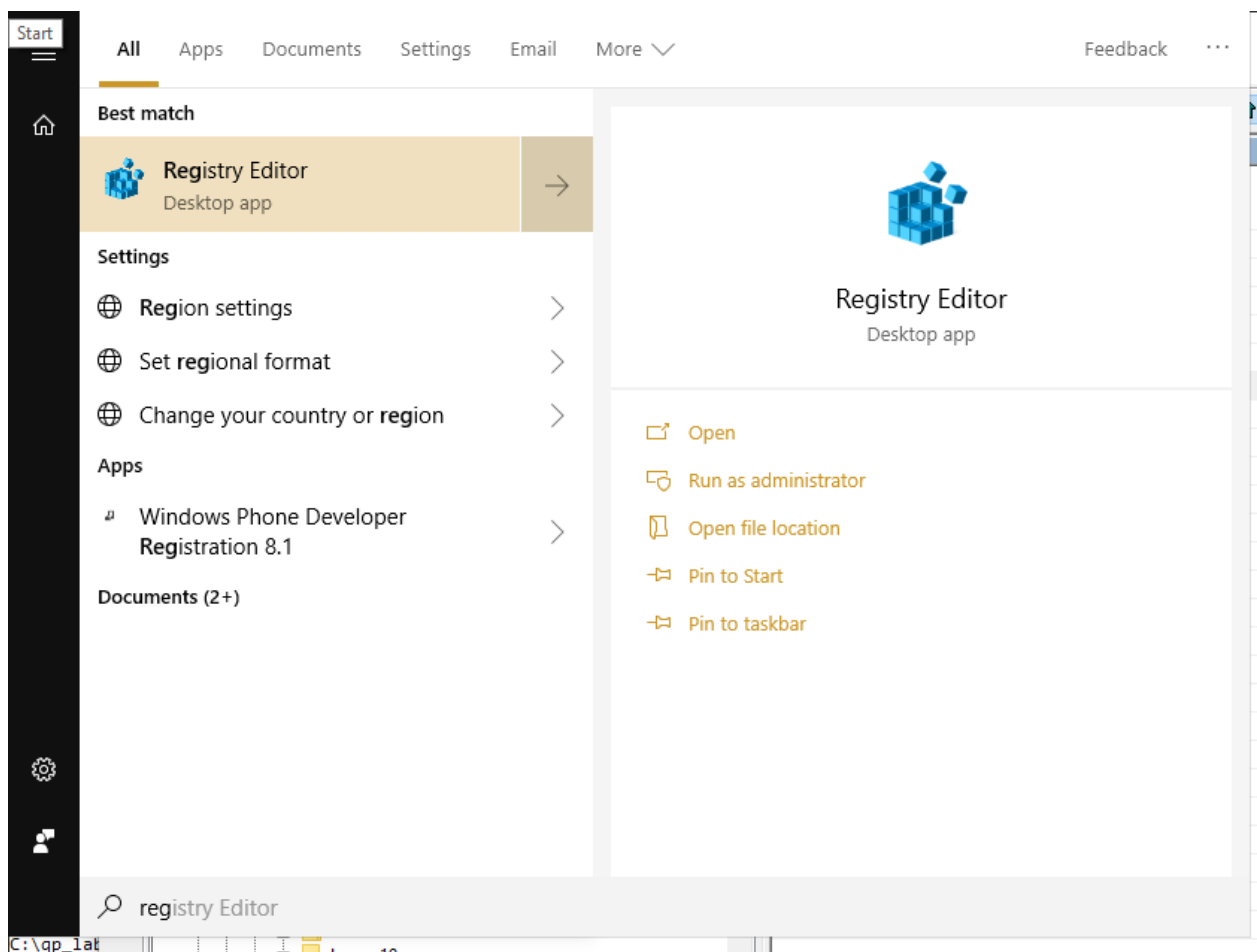 Start
All Apps Documents Settings Email More Feedback ...
Best match
Registry Editor
Desktop app
Settings
Region settings
Set regional format
Change your country or region
Apps
Windows Phone Developer
Registration 8.1
Documents (2+)
Registry Editor
Desktop app
Open
Run as administrator
Open file location
Pin to Start
Pin to taskbar
registry Editor
C:\qp_lab